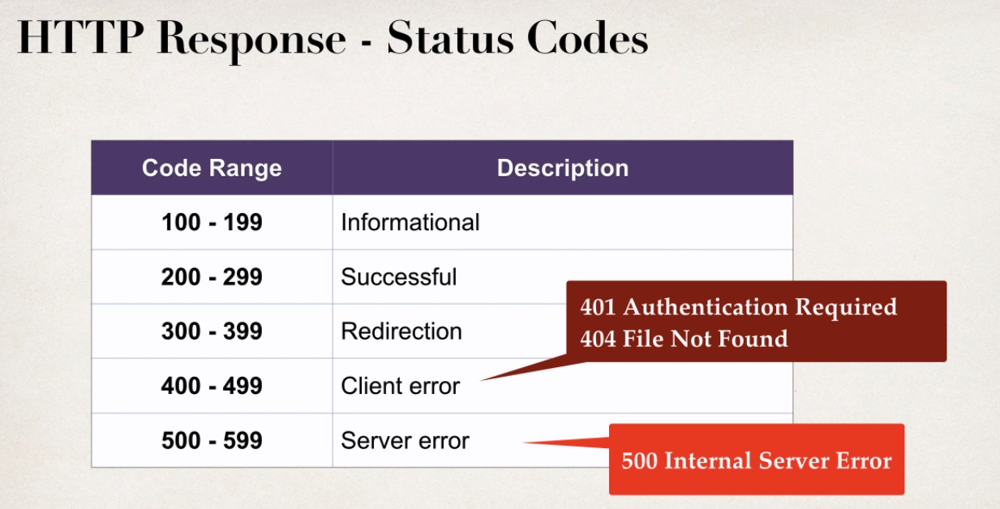 HTTP Response - Status Codes
Code Range Description
100 - 199 Informational
200 - 299 Successful
300 - 399 Redirection
400 - 499 Client error
500 - 599 Server error
401 Authentication Required
404 File Not Found
500 Internal Server Error